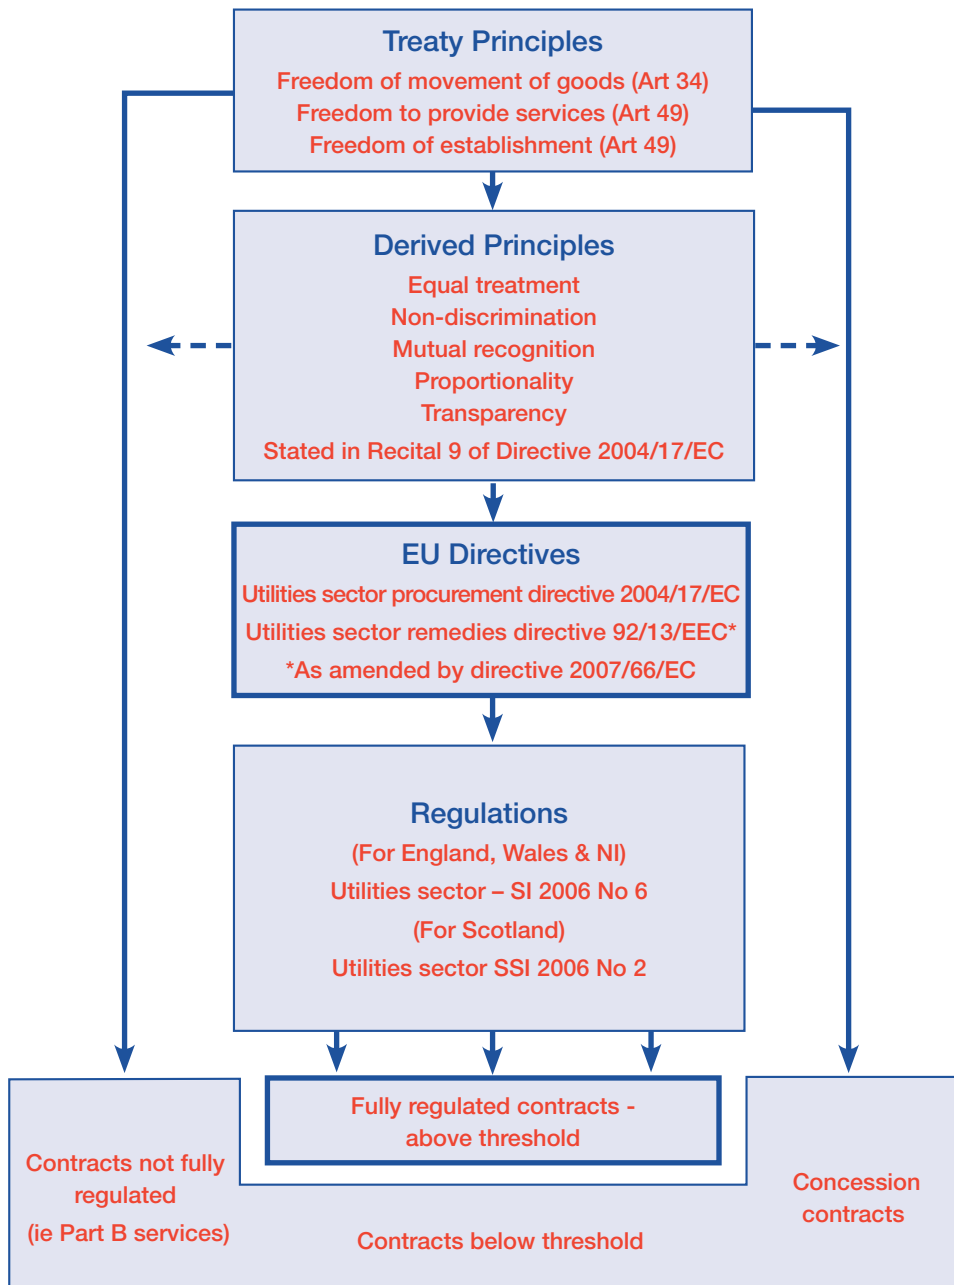 Treaty Principles
Freedom of movement of goods (Art 34)
Freedom to provide services (Art 49)
Freedom of establishment (Art 49)
Derived Principles
Equal treatment
Non-discrimination
Mutual recognition
Proportionality
Transparency
Stated in Recital 9 of Directive 2004/17/EC
EU Directives
Utilities sector procurement directive 2004/17/EC
Utilities sector remedies directive 92/13/EEC*
*As amended by directive 2007/66/EC
Regulations
(For England, Wales & NI)
Utilities sector – SI 2006 No 6
(For Scotland)
Utilities sector SSI 2006 No 2
Fully regulated contracts -
above threshold
Contracts not fully
regulated
(ie Part B services)
Contracts below threshold
Concession
contracts